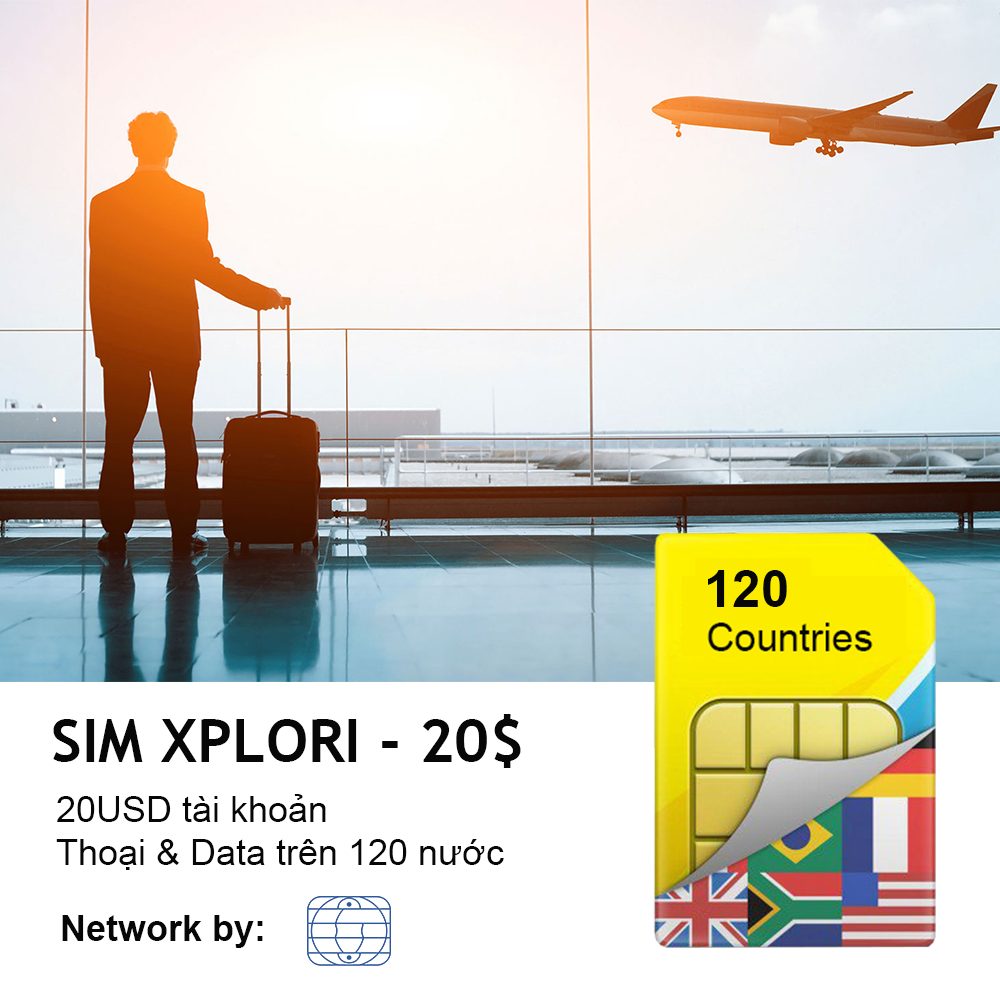 120
Countries
SIM XPLORI - 20$
20USD tài khoản
Thoại & Data trên 120 nước
Network by: